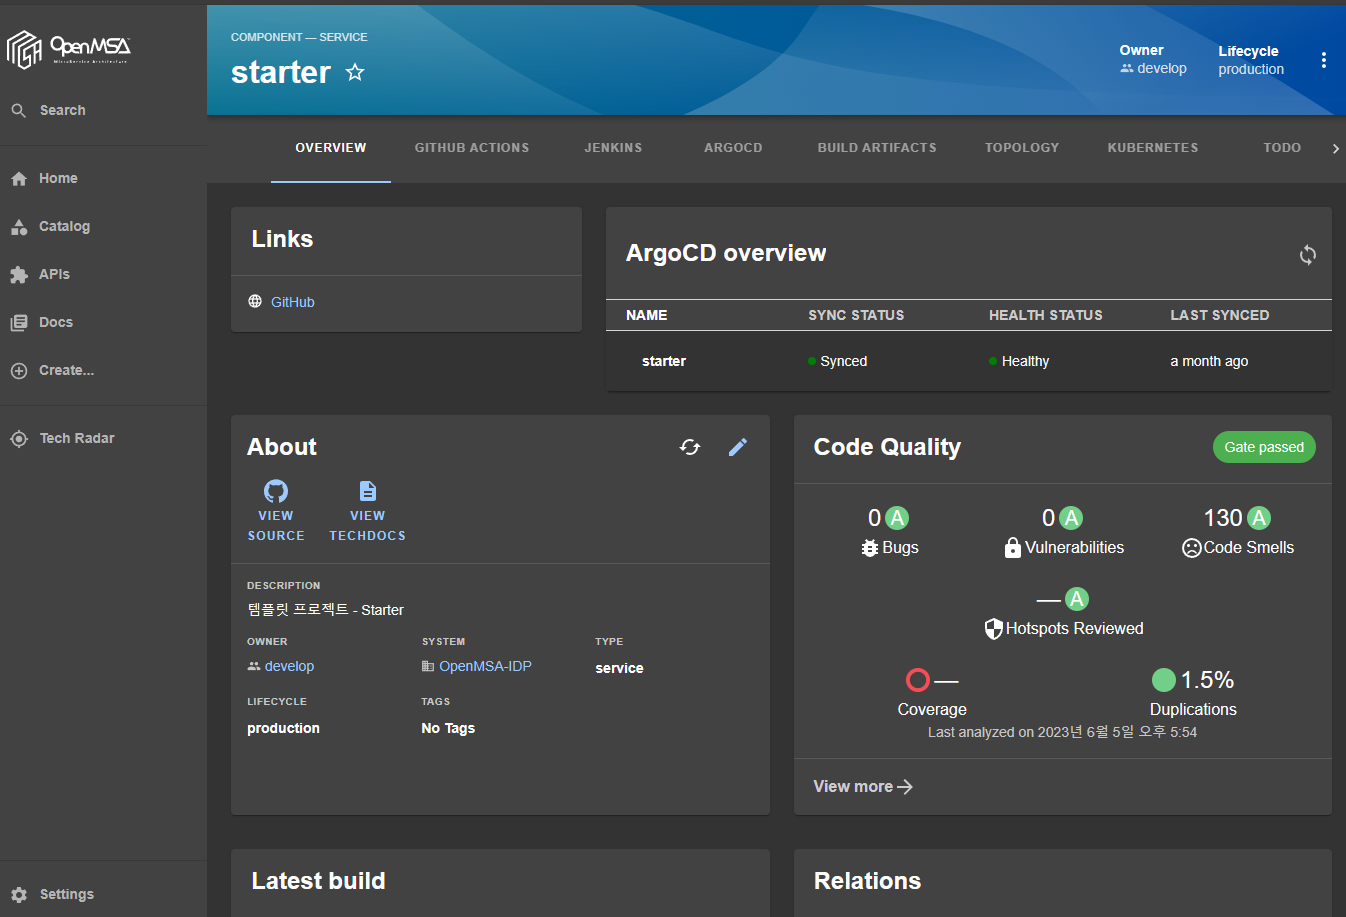 OpenMSA
MicroService Architecture
Search
Home
Catalog
APIs
Docs
Create...
Tech Radar
Settings
COMPONENT — SERVICE
starter
Owner
develop
Lifecycle
production
OVERVIEW
GITHUB ACTIONS
JENKINS
ARGOCD
BUILD ARTIFACTS
TOPOLOGY
KUBERNETES
TODO
Links
GitHub
ArgoCD overview
NAME SYNC STATUS HEALTH STATUS LAST SYNCED
starter Synced Healthy a month ago
About
VIEW
SOURCE
VIEW
TECHDOCS
DESCRIPTION
템플릿 프로젝트 - Starter
OWNER
develop
SYSTEM
OpenMSA-IDP
TYPE
service
LIFECYCLE
production
TAGS
No Tags
Code Quality
Gate passed
0 A
Bugs
0 A
Vulnerabilities
130 A
Code Smells
— A
Hotspots Reviewed
—
Coverage
1.5%
Duplications
Last analyzed on 2023년 6월 5일 오후 5:54
View more
Latest build
Relations